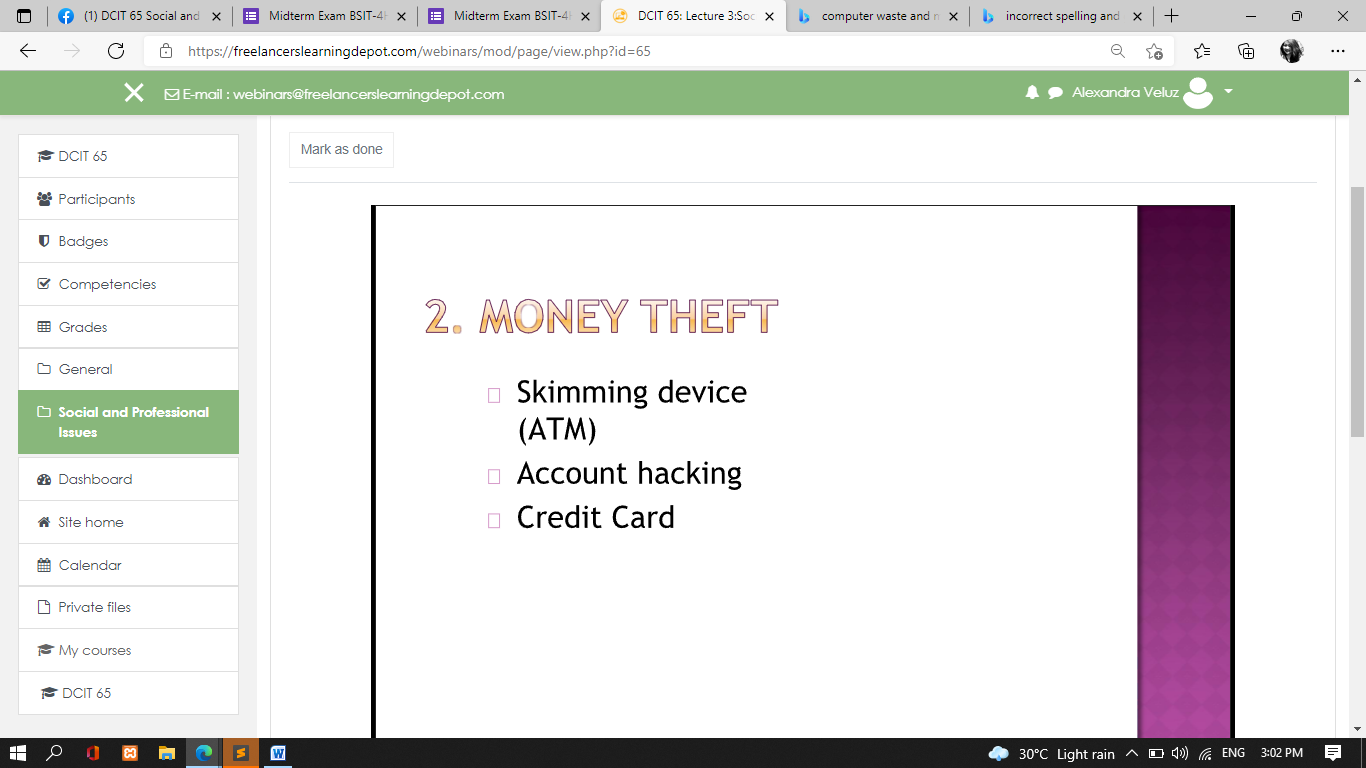 (1) DCIT 65 Social and
Midterm Exam BSIT-4
Midterm Exam BSIT-4
DCIT 65: Lecture 3:Soc
computer waste and m
incorrect spelling and
https://freelancerslearningdepot.com/webinars/mod/page/view.php?id=65
E-mail : webinars@freelancerslearningdepot.com
Alexandra Veluz
DCIT 65
Participants
Badges
Competencies
Grades
General
Social and Professional
Issues
Dashboard
Site home
Calendar
Private files
My courses
DCIT 65
Mark as done
2. MONEY THEFT
Skimming device
(ATM)
Account hacking
Credit Card
30°C Light rain
ENG
3:02 PM